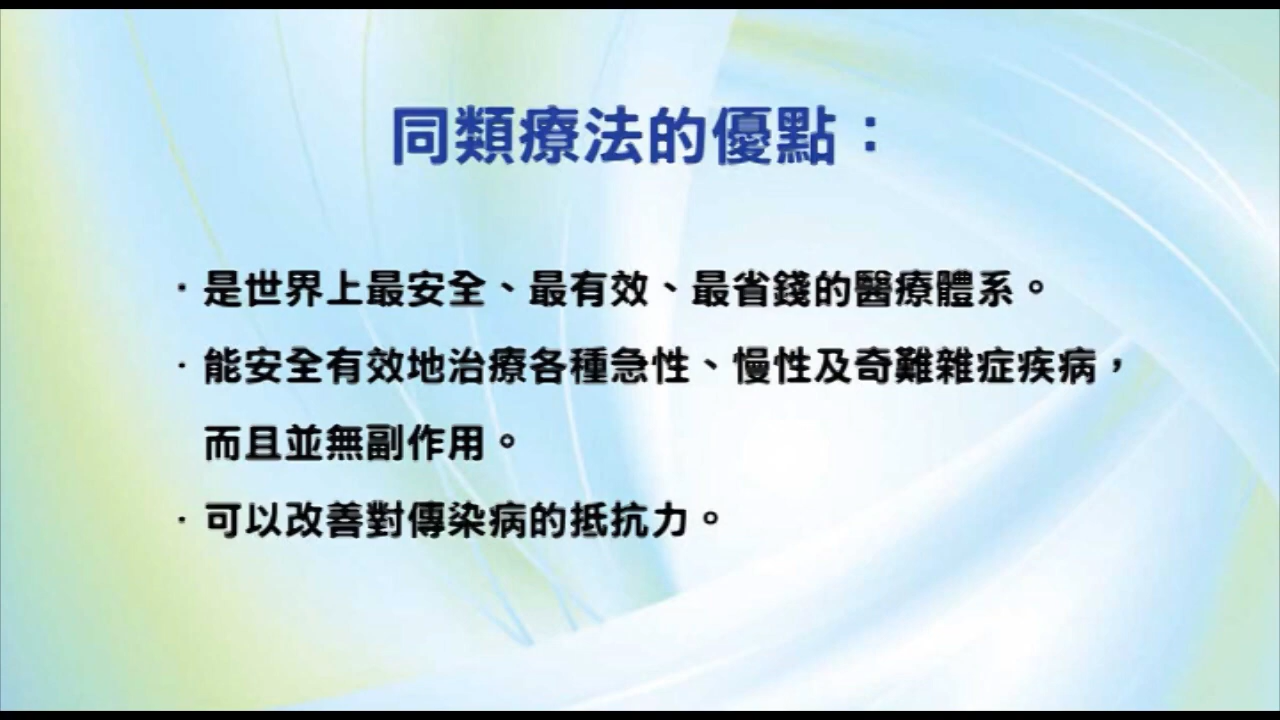 同類療法的優點：
·是世界上最安全、最有效、最省錢的醫療體系。
·能安全有效地治療各種急性、慢性及奇難雜症疾病，
而且並無副作用。
·可以改善對傳染病的抵抗力。